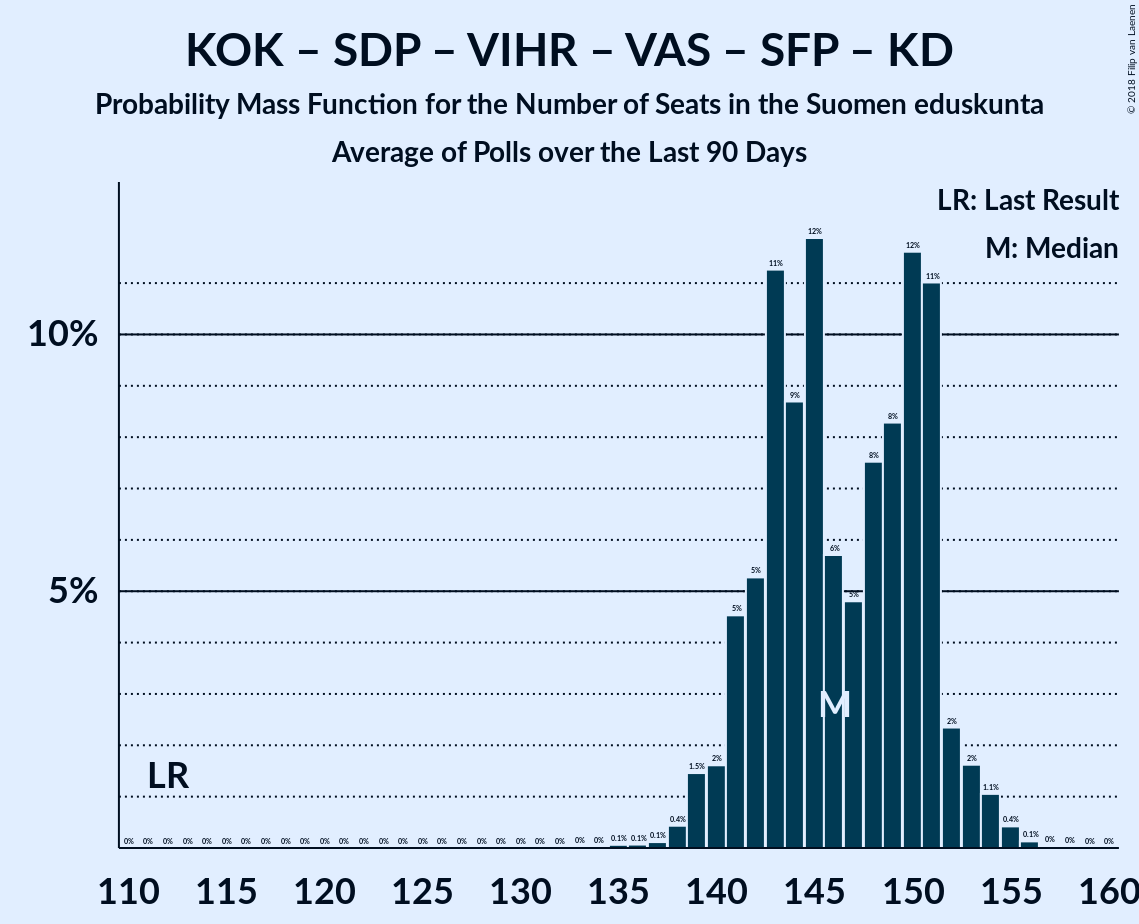 KOK – SDP – VIHR – VAS – SFP – KD
Probability Mass Function for the Number of Seats in the Suomen eduskunta
Average of Polls over the Last 90 Days
© 2018 Filip van Laenen
LR: Last Result
M: Median
10%
5%
LR
M
0% 0% 0% 0% 0% 0% 0% 0% 0% 0% 0% 0% 0% 0% 0% 0% 0% 0% 0% 0% 0% 0% 0% 0% 0% 0.1% 0.1% 0.1% 0.4% 1.5% 2% 5% 5% 11% 9% 12% 6% 5% 8% 8% 12% 11% 2% 2% 1.1% 0.4% 0.1% 0% 0% 0% 0%
110 115 120 125 130 135 140 145 150 155 160